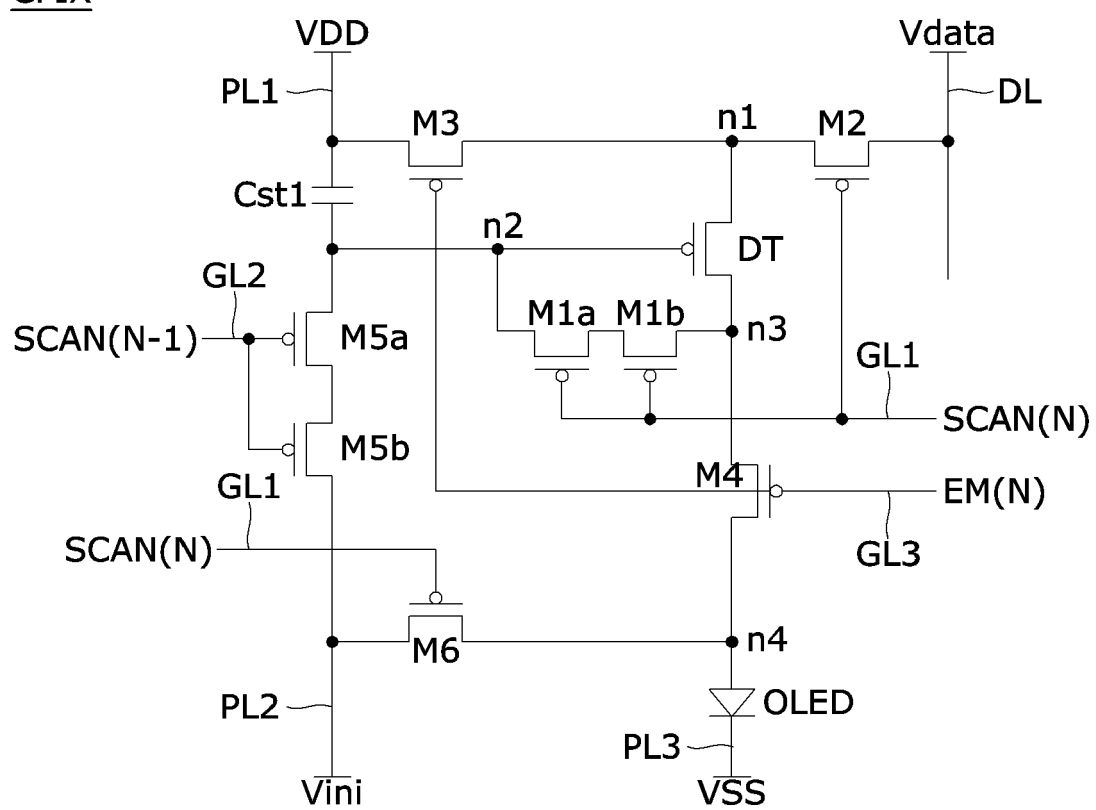 VDD
Vdata
PL1
DL
M3
n1
M2
Cst1
n2
DT
GL2
M1a
M1b
n3
SCAN(N-1)
M5a
GL1
SCAN(N)
M5b
M4
GL1
EM(N)
SCAN(N)
GL3
M6
n4
PL2
OLED
PL3
Vini
VSS